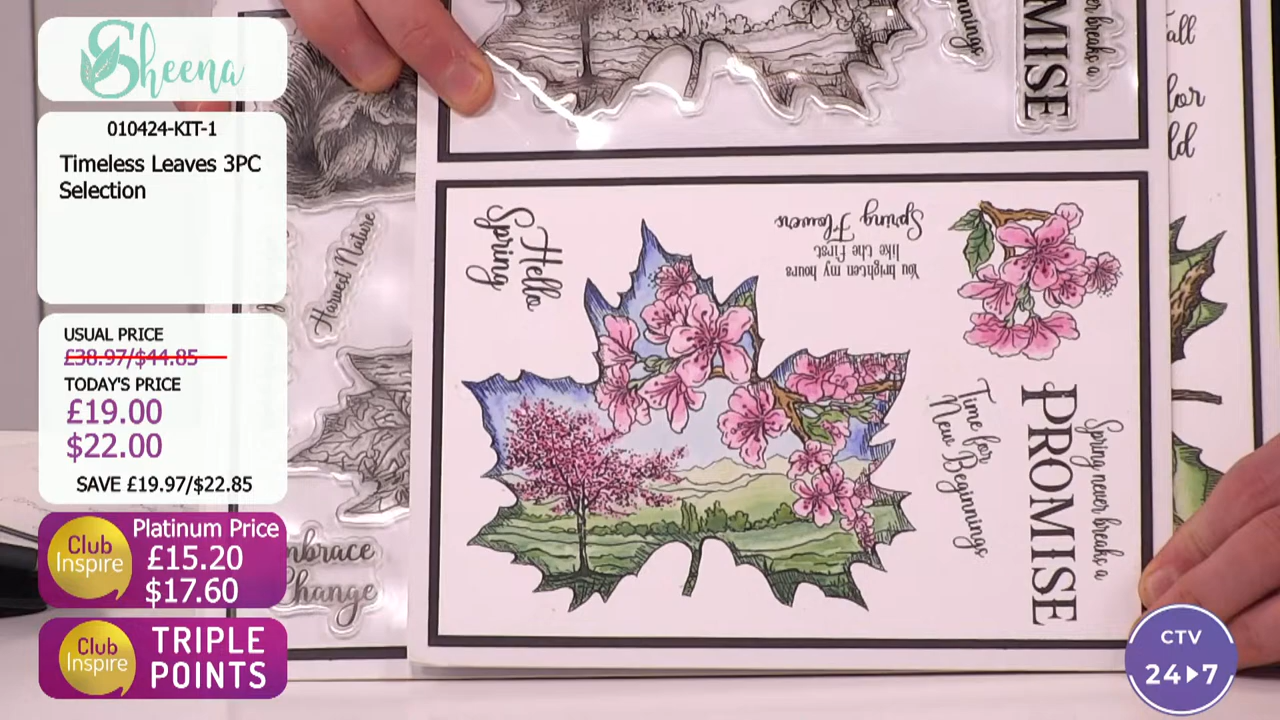 Sheena
010424-KIT-1
Timeless Leaves 3PC
Selection
USUAL PRICE
£38.97/$44.85
TODAY'S PRICE
£19.00
$22.00
SAVE £19.97/$22.85
Club
Inspire
Platinum Price
£15.20
$17.60
Club
Inspire
TRIPLE
POINTS
Harvest Nature
Embrace
Change
Hello
Spring
You brighten my hours
like the first
Spring Flowers
Time for
New Beginnings
Spring never breaks a
PROMISE
breaks a
MISE
CTV
24▶7